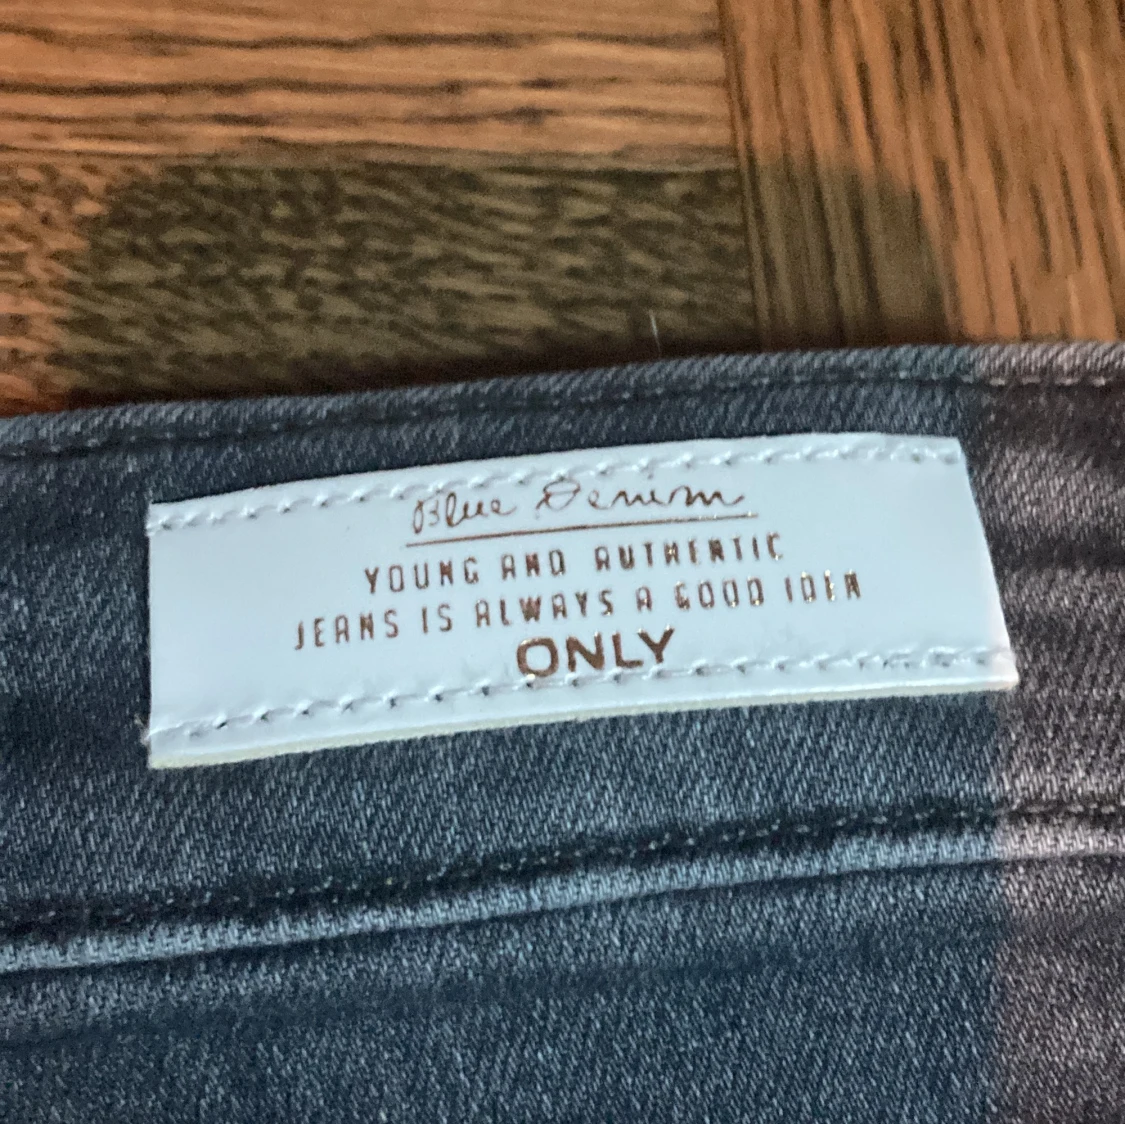 Blue Denim
YOUNG AND AUTHENTIC
JEANS IS ALWAYS A GOOD IDEA
ONLY